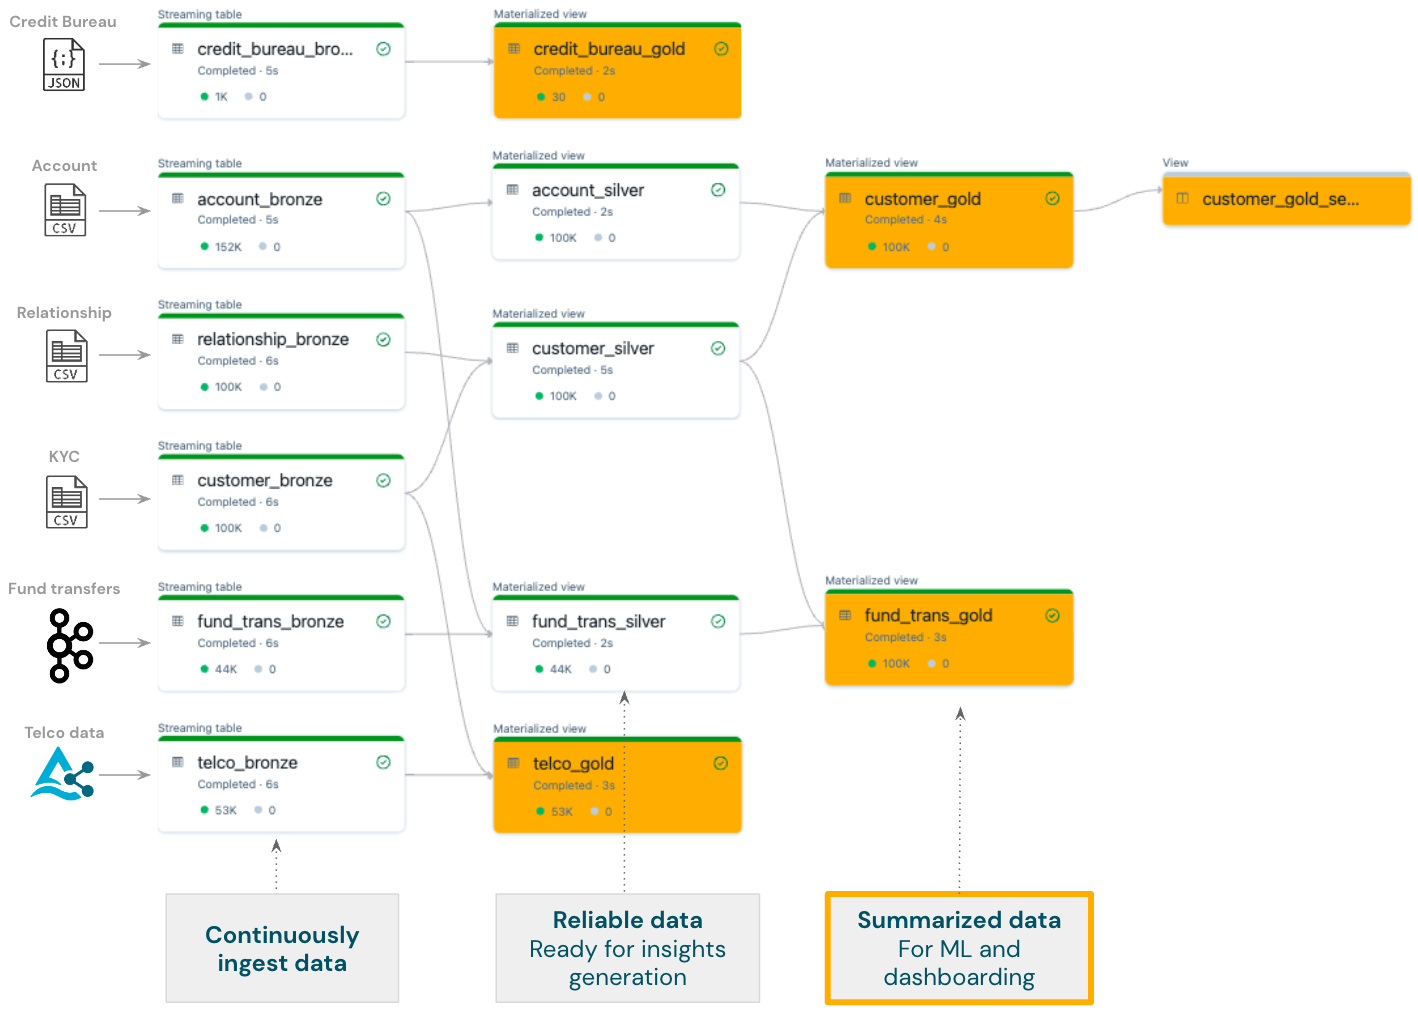 Credit Bureau
{:}
JSON
Streaming table
credit_bureau_bro...
Completed · 5s
1K 0
Materialized view
credit_bureau_gold
Completed · 2s
30 0
Account
CSV
Streaming table
account_bronze
Completed · 5s
152K 0
Materialized view
account_silver
Completed · 2s
100K 0
Materialized view
customer_gold
Completed · 4s
100K 0
View
customer_gold_se...
Relationship
CSV
Streaming table
relationship_bronze
Completed · 6s
100K 0
Materialized view
customer_silver
Completed · 5s
100K 0
KYC
CSV
Streaming table
customer_bronze
Completed · 6s
100K 0
Fund transfers
Streaming table
fund_trans_bronze
Completed · 6s
44K 0
Materialized view
fund_trans_silver
Completed · 2s
44K 0
Materialized view
fund_trans_gold
Completed · 3s
100K 0
Telco data
Streaming table
telco_bronze
Completed · 6s
53K 0
Materialized view
telco_gold
Completed · 3s
53K 0
Continuously
ingest data
Reliable data
Ready for insights
generation
Summarized data
For ML and
dashboarding